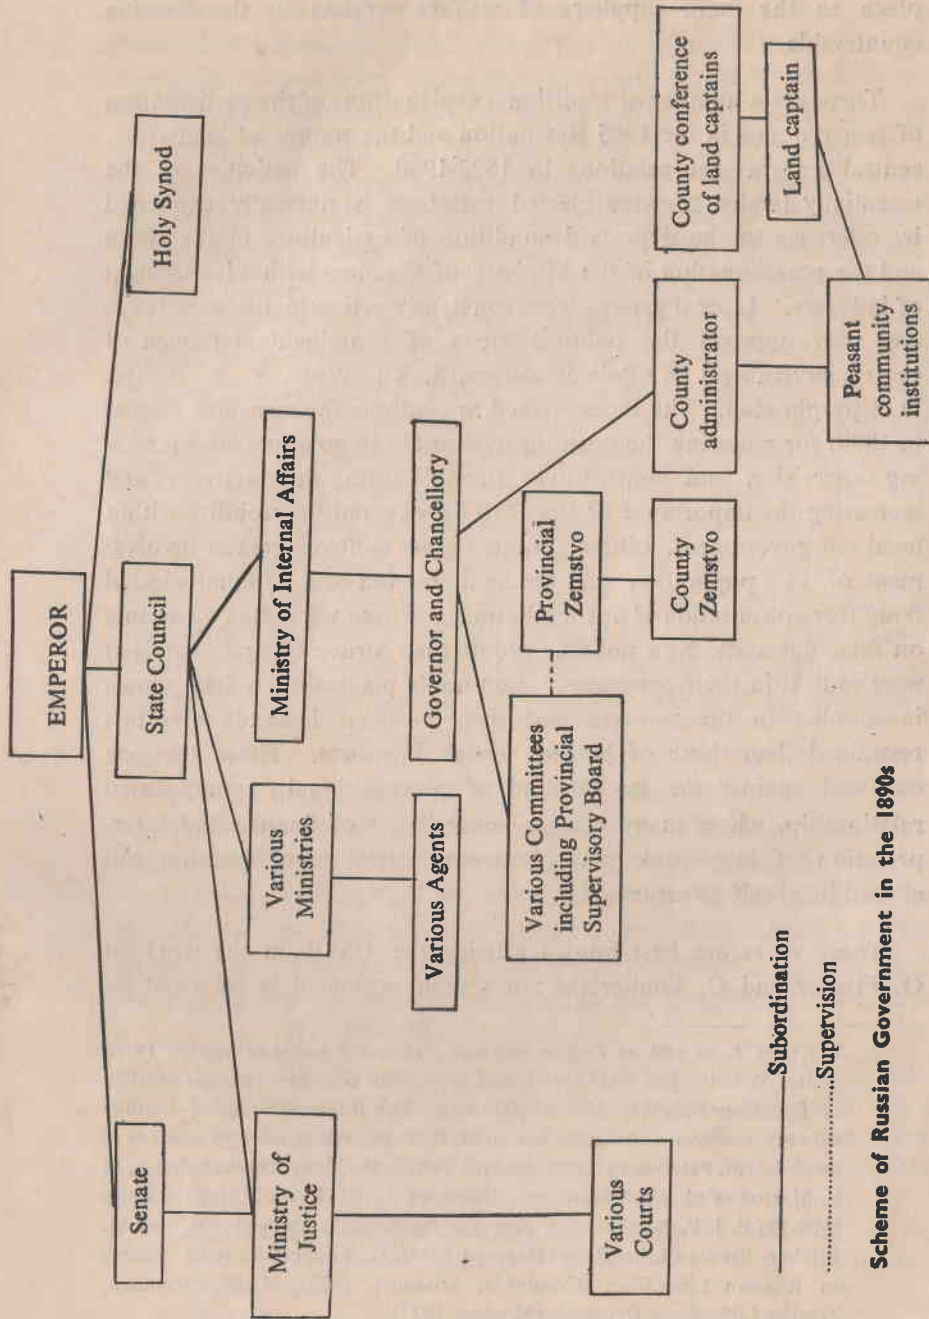 EMPEROR
Senate
State Council
Holy Synod
Ministry of
Justice
Various
Ministries
Ministry of Internal Affairs
Various Agents
Governor and Chancellory
Various
Courts
Various Committees
including Provincial
Supervisory Board
Provincial
Zemstvo
County
Zemstvo
County
administrator
County conference
of land captains
Land captain
Peasant
community
institutions
Subordination
Supervision
Scheme of Russian Government in the 1890s